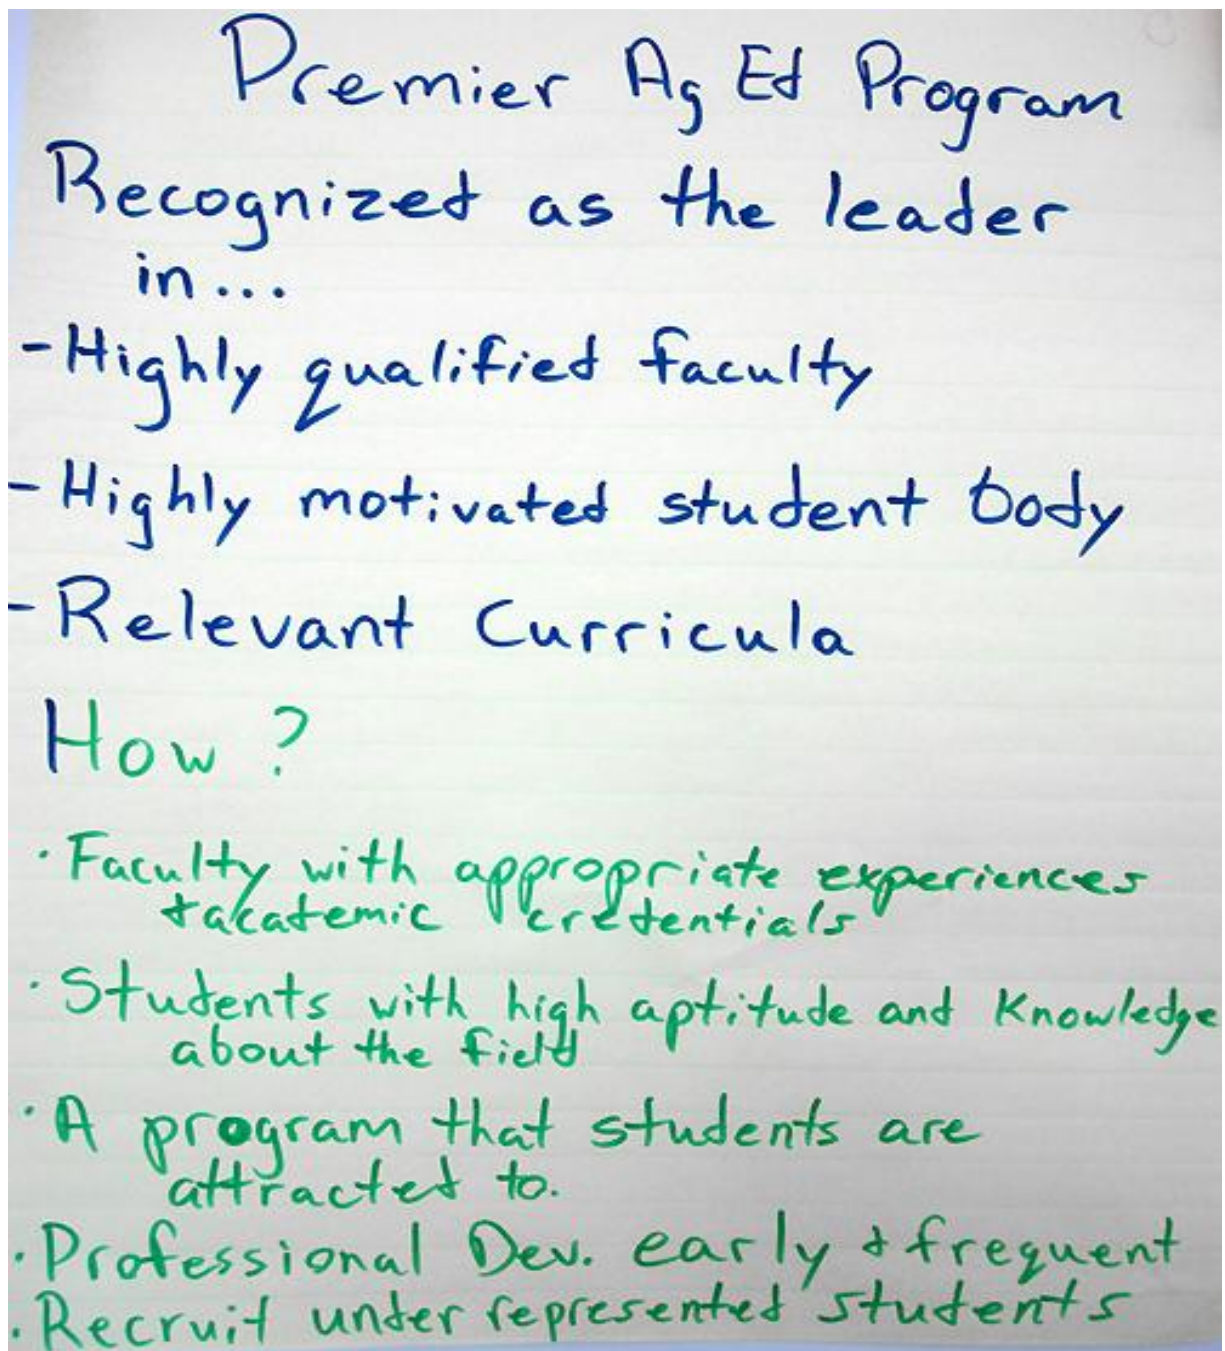 Premier Ag Ed Program
Recognized as the leader
in...
- Highly qualified faculty
- Highly motivated student body
- Relevant Curricula
How ?
· Faculty with appropriate experiences
+ academic credentials
· Students with high aptitude and Knowledge
about the field
· A program that students are
attracted to.
· Professional Dev. early + frequent
· Recruit under represented students